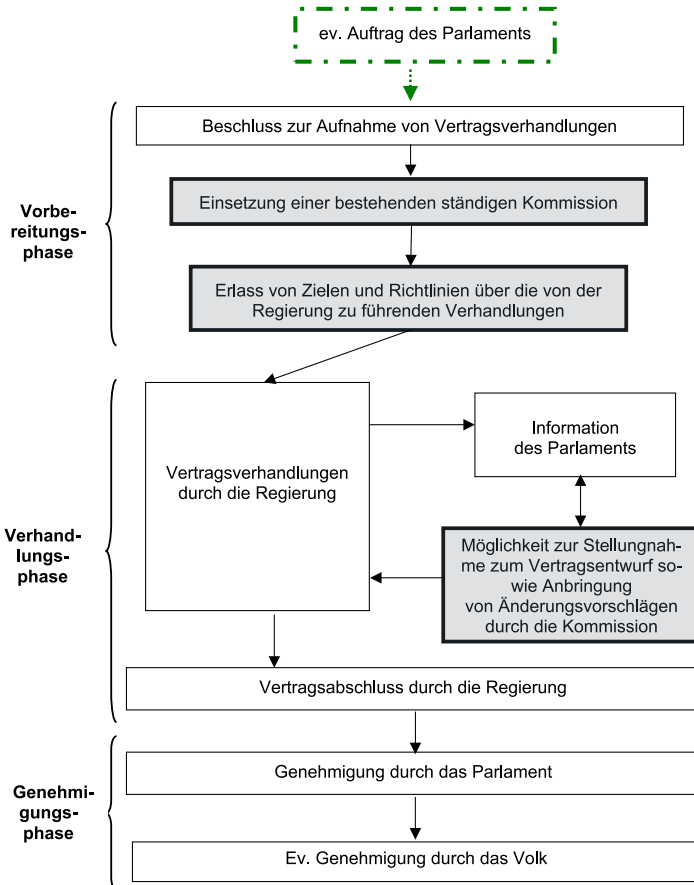 ev. Auftrag des Parlaments
Beschluss zur Aufnahme von Vertragsverhandlungen
Einsetzung einer bestehenden ständigen Kommission
Vorbe-
reitungs-
phase
Erlass von Zielen und Richtlinien über die von der
Regierung zu führenden Verhandlungen
Vertragsverhandlungen
durch die Regierung
Information
des Parlaments
Verhand-
lungs-
phase
Möglichkeit zur Stellungnah-
me zum Vertragsentwurf so-
wie Anbringung
von Änderungsvorschlägen
durch die Kommission
Vertragsabschluss durch die Regierung
Genehmi-
gungs-
phase
Genehmigung durch das Parlament
Ev. Genehmigung durch das Volk